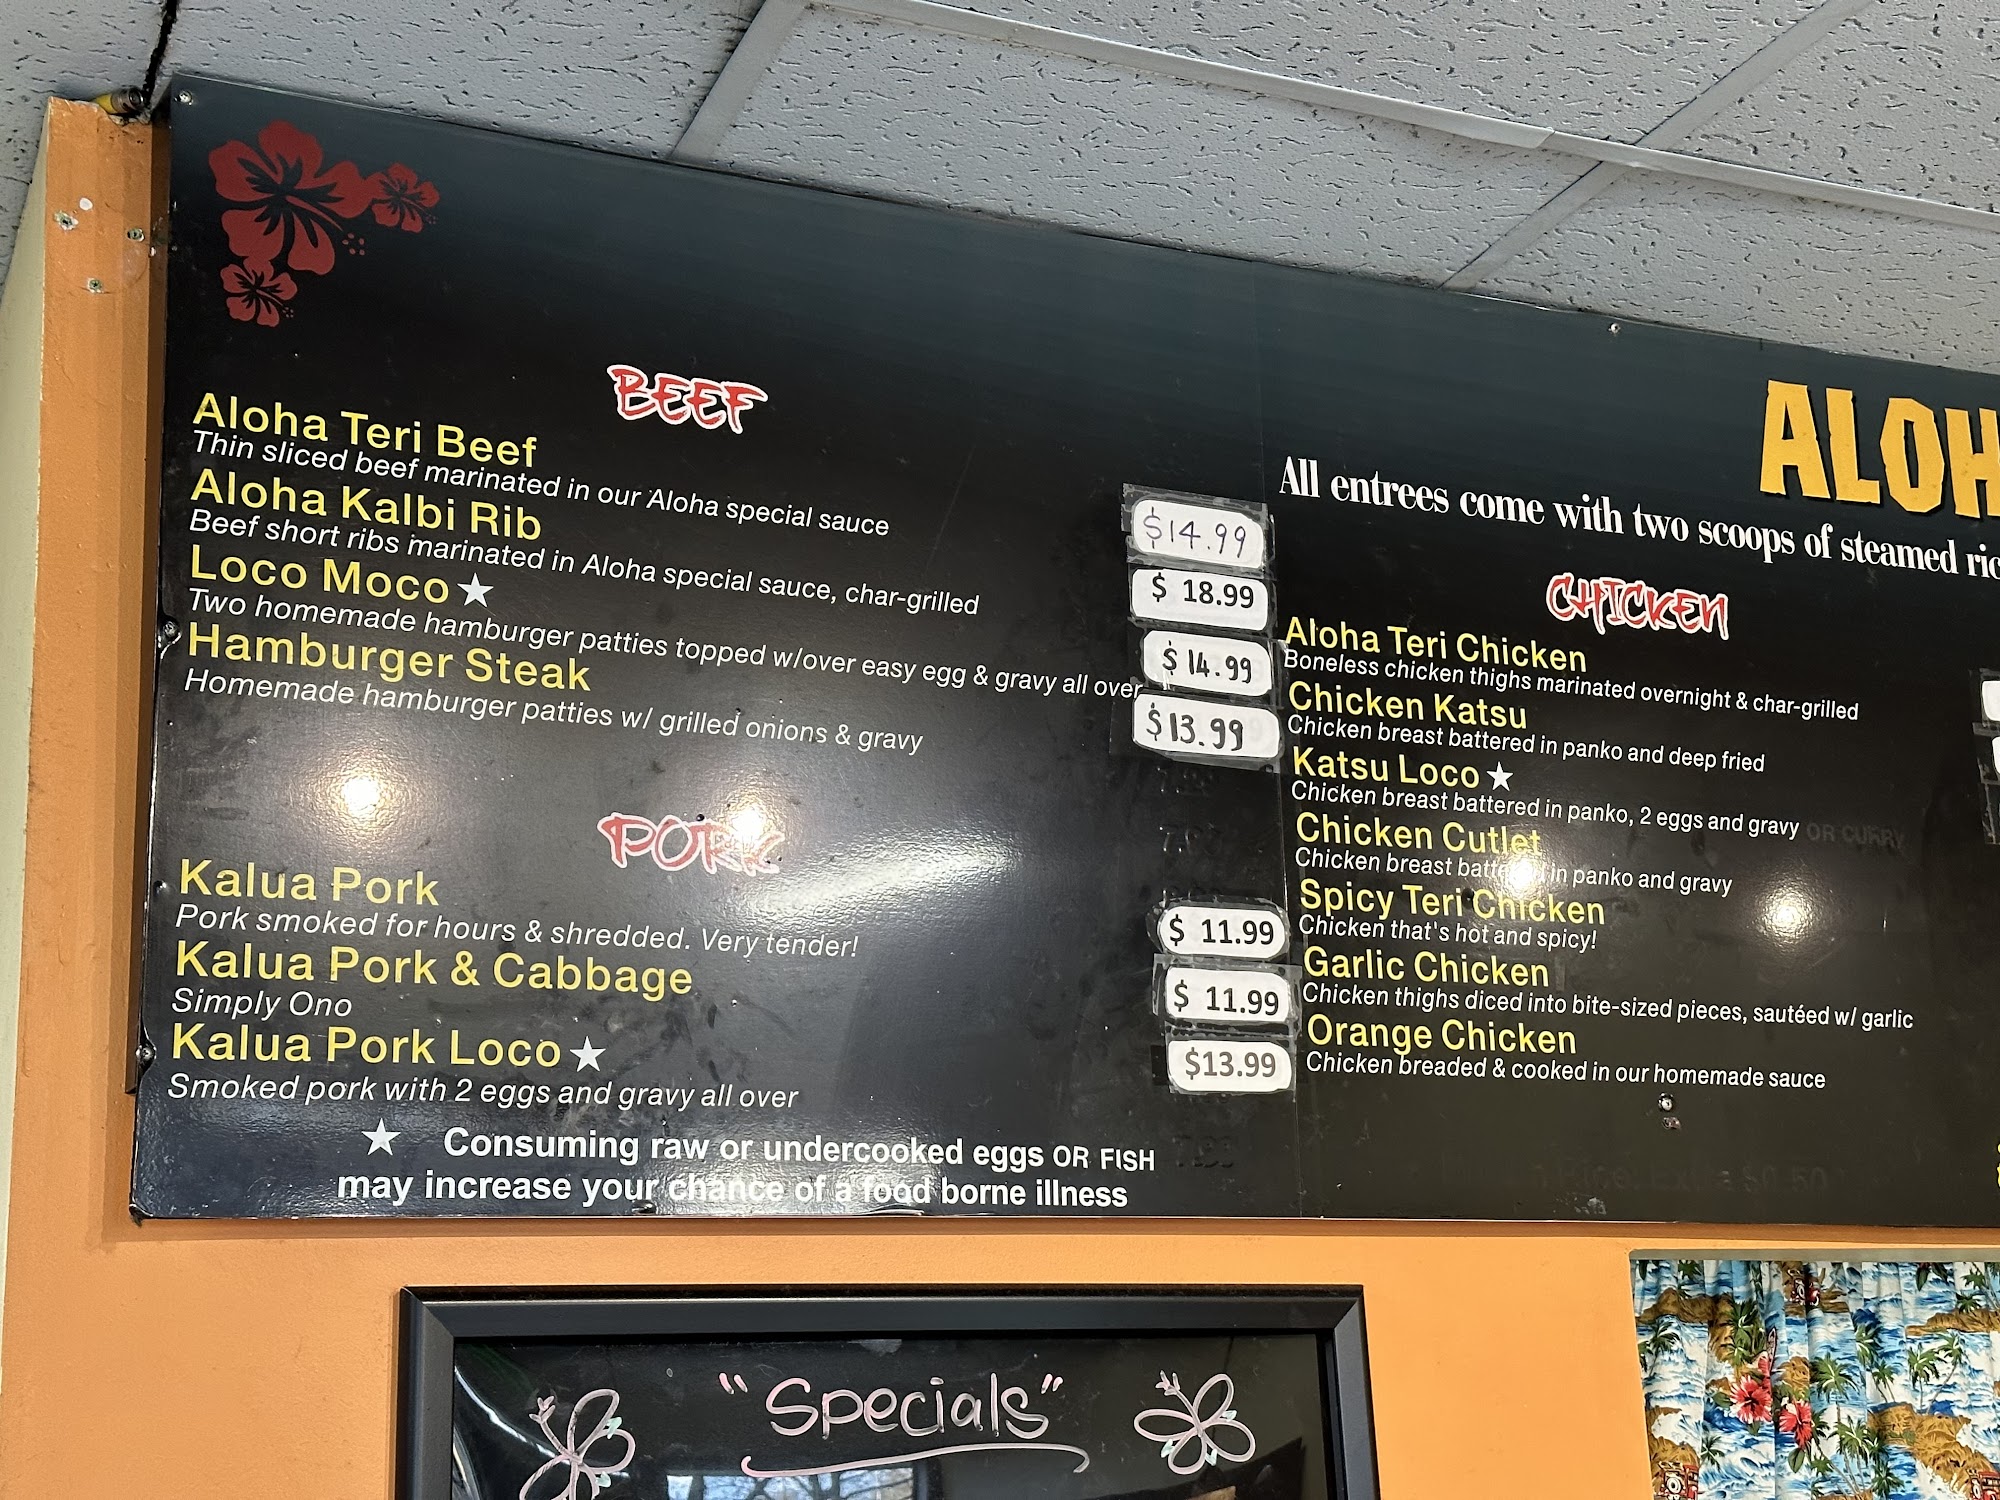 BEEF
Aloha Teri Beef
Thin sliced beef marinated in our Aloha special sauce
$14.99
Aloha Kalbi Rib
Beef short ribs marinated in Aloha special sauce, char-grilled
$ 18.99
Loco Moco ★
Two homemade hamburger patties topped w/over easy egg & gravy all over
$14.99
Hamburger Steak
Homemade hamburger patties w/ grilled onions & gravy
$13.99
PORK
Kalua Pork
Pork smoked for hours & shredded. Very tender!
$ 11.99
Kalua Pork & Cabbage
Simply Ono
$ 11.99
Kalua Pork Loco ★
Smoked pork with 2 eggs and gravy all over
$13.99
★ Consuming raw or undercooked eggs OR FISH
may increase your chance of a food borne illness
ALOH
All entrees come with two scoops of steamed ric
CHICKEN
Aloha Teri Chicken
Boneless chicken thighs marinated overnight & char-grilled
Chicken Katsu
Chicken breast battered in panko and deep fried
Katsu Loco ★
Chicken breast battered in panko, 2 eggs and gravy OR CURRY
Chicken Cutlet
Chicken breast battered in panko and gravy
Spicy Teri Chicken
Chicken that's hot and spicy!
Garlic Chicken
Chicken thighs diced into bite-sized pieces, sautéed w/ garlic
Orange Chicken
Chicken breaded & cooked in our homemade sauce
"Specials"